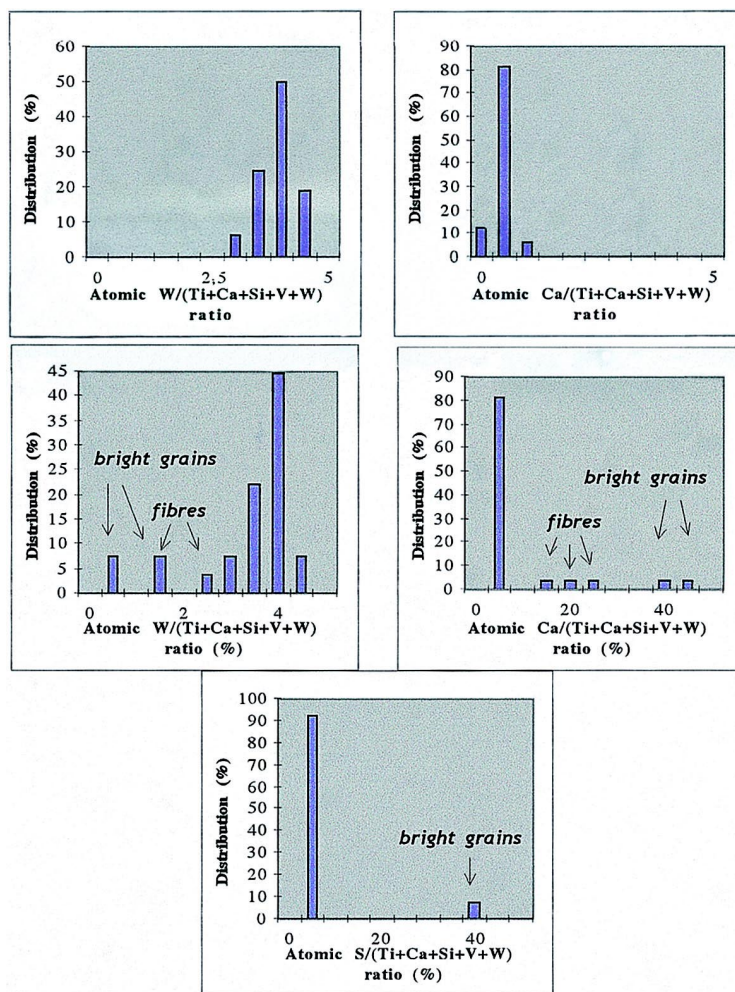 60
50
40
30
20
10
0
Distribution (%)
0 2,5 5
Atomic W/(Ti+Ca+Si+V+W)
ratio
90
80
70
60
50
40
30
20
10
0
Distribution (%)
0 5
Atomic Ca/(Ti+Ca+Si+V+W)
ratio
45
40
35
30
25
20
15
10
5
0
Distribution (%)
bright grains
fibres
0 2 4
Atomic W/(Ti+Ca+Si+V+W)
ratio (%)
90
80
70
60
50
40
30
20
10
0
Distribution (%)
bright grains
fibres
0 20 40
Atomic Ca/(Ti+Ca+Si+V+W)
ratio (%)
100
90
80
70
60
50
40
30
20
10
0
Distribution (%)
bright grains
0 20 40
Atomic S/(Ti+Ca+Si+V+W)
ratio (%)